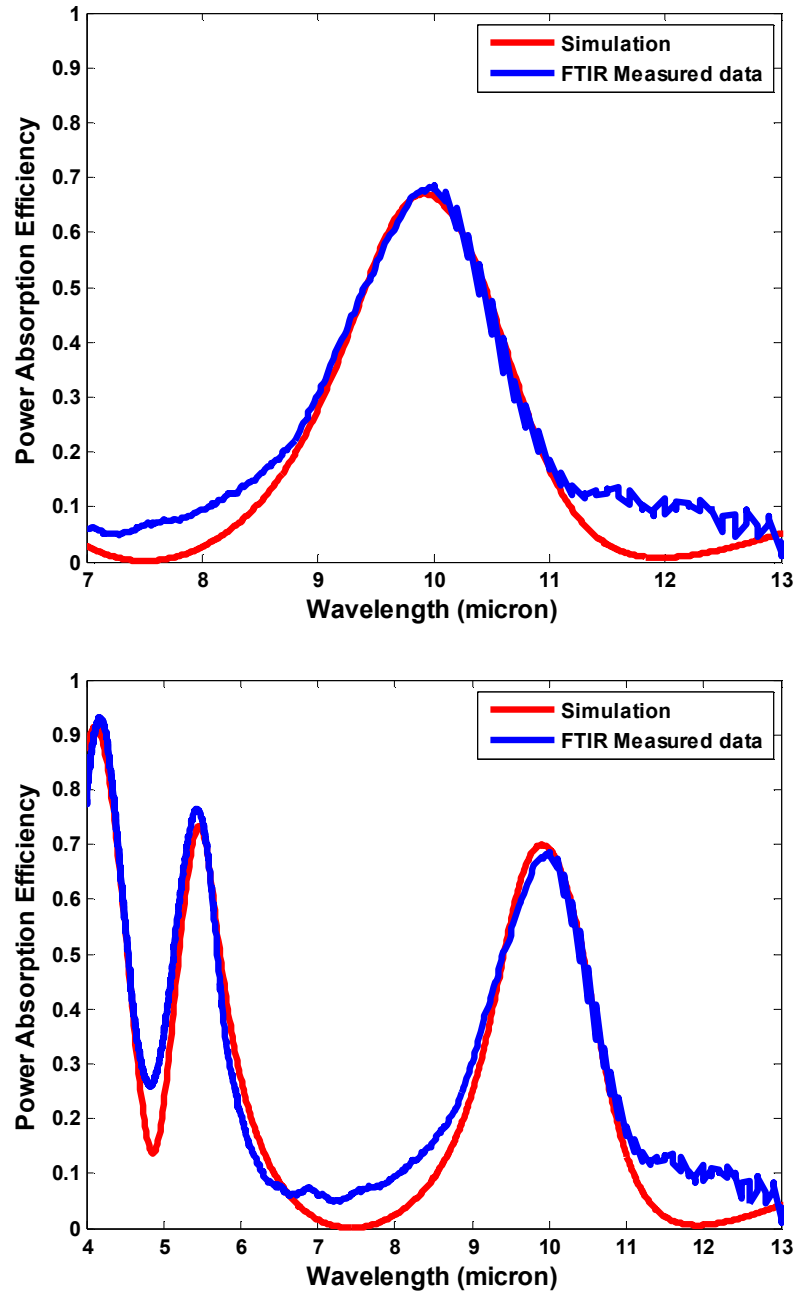 1
0.9
0.8
0.7
0.6
0.5
0.4
0.3
0.2
0.1
0
Power Absorption Efficiency
Simulation
FTIR Measured data
7 8 9 10 11 12 13
Wavelength (micron)
1
0.9
0.8
0.7
0.6
0.5
0.4
0.3
0.2
0.1
0
Power Absorption Efficiency
Simulation
FTIR Measured data
4 5 6 7 8 9 10 11 12 13
Wavelength (micron)